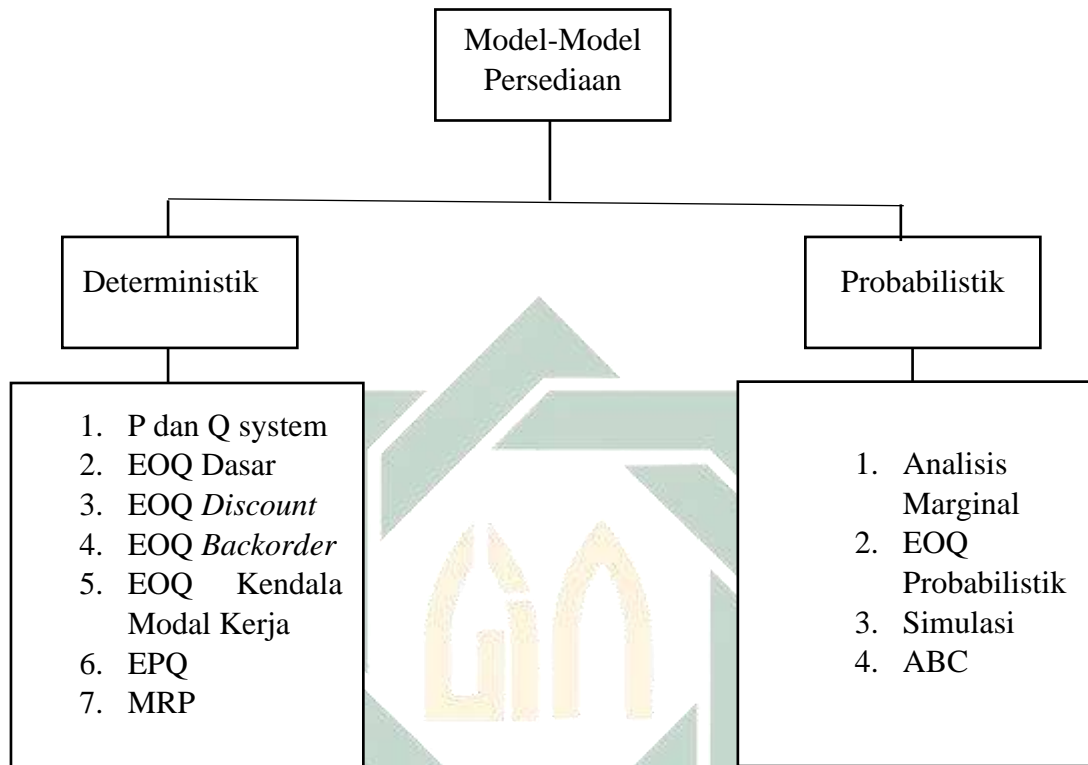 Model-Model
Persediaan
Deterministik
Probabilistik
1. P dan Q system
2. EOQ Dasar
3. EOQ Discount
4. EOQ Backorder
5. EOQ Kendala
Modal Kerja
6. EPQ
7. MRP
1. Analisis
Marginal
2. EOQ
Probabilistik
3. Simulasi
4. ABC